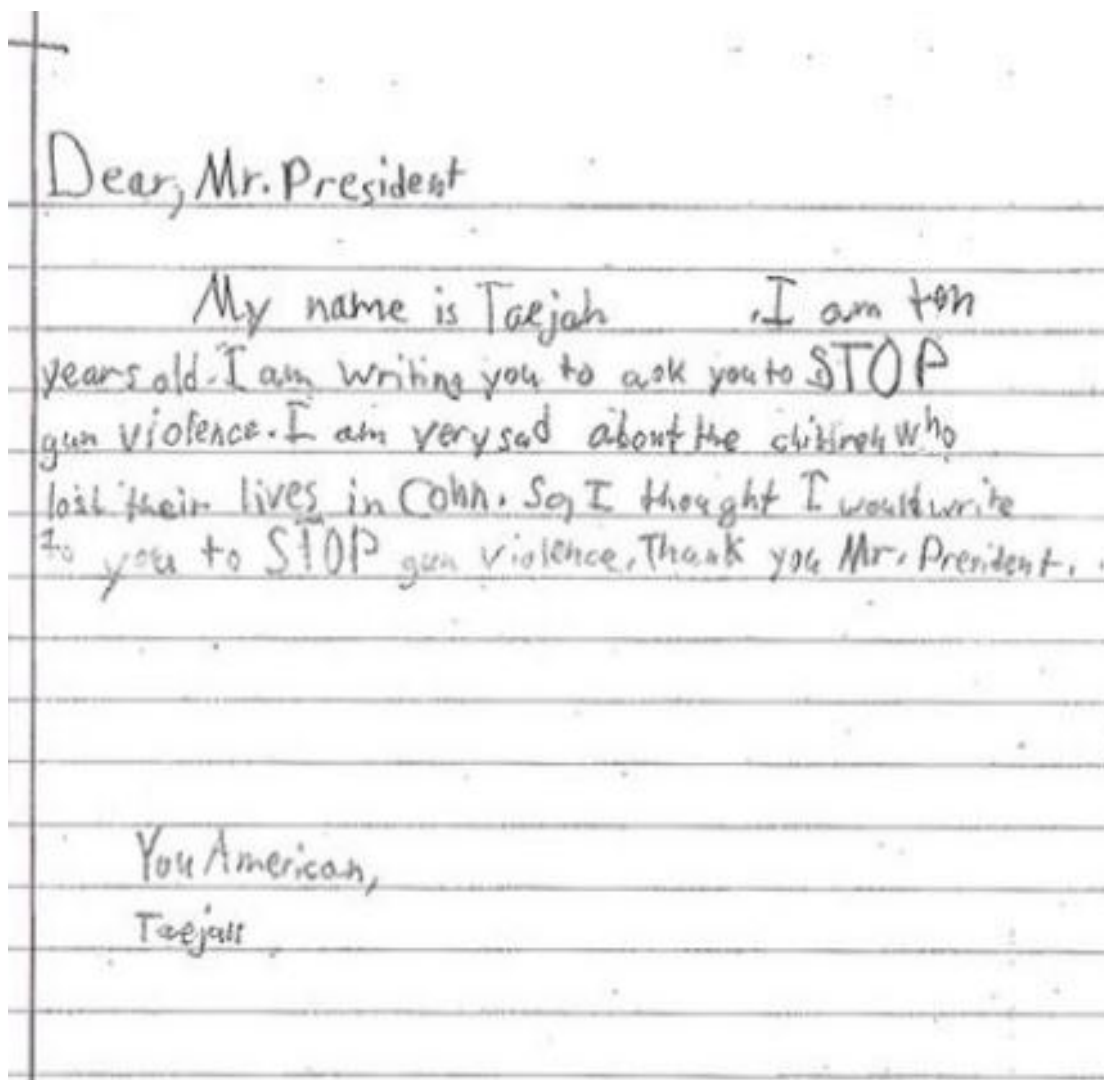 Dear, Mr. President
My name is Taejah . I am ten
years old. I am writing you to ask you to STOP
gun violence. I am very sad about the children who
lost their lives in Conn. So, I thought I would write
to you to STOP gun violence. Thank you Mr. President.
You American,
Taejah